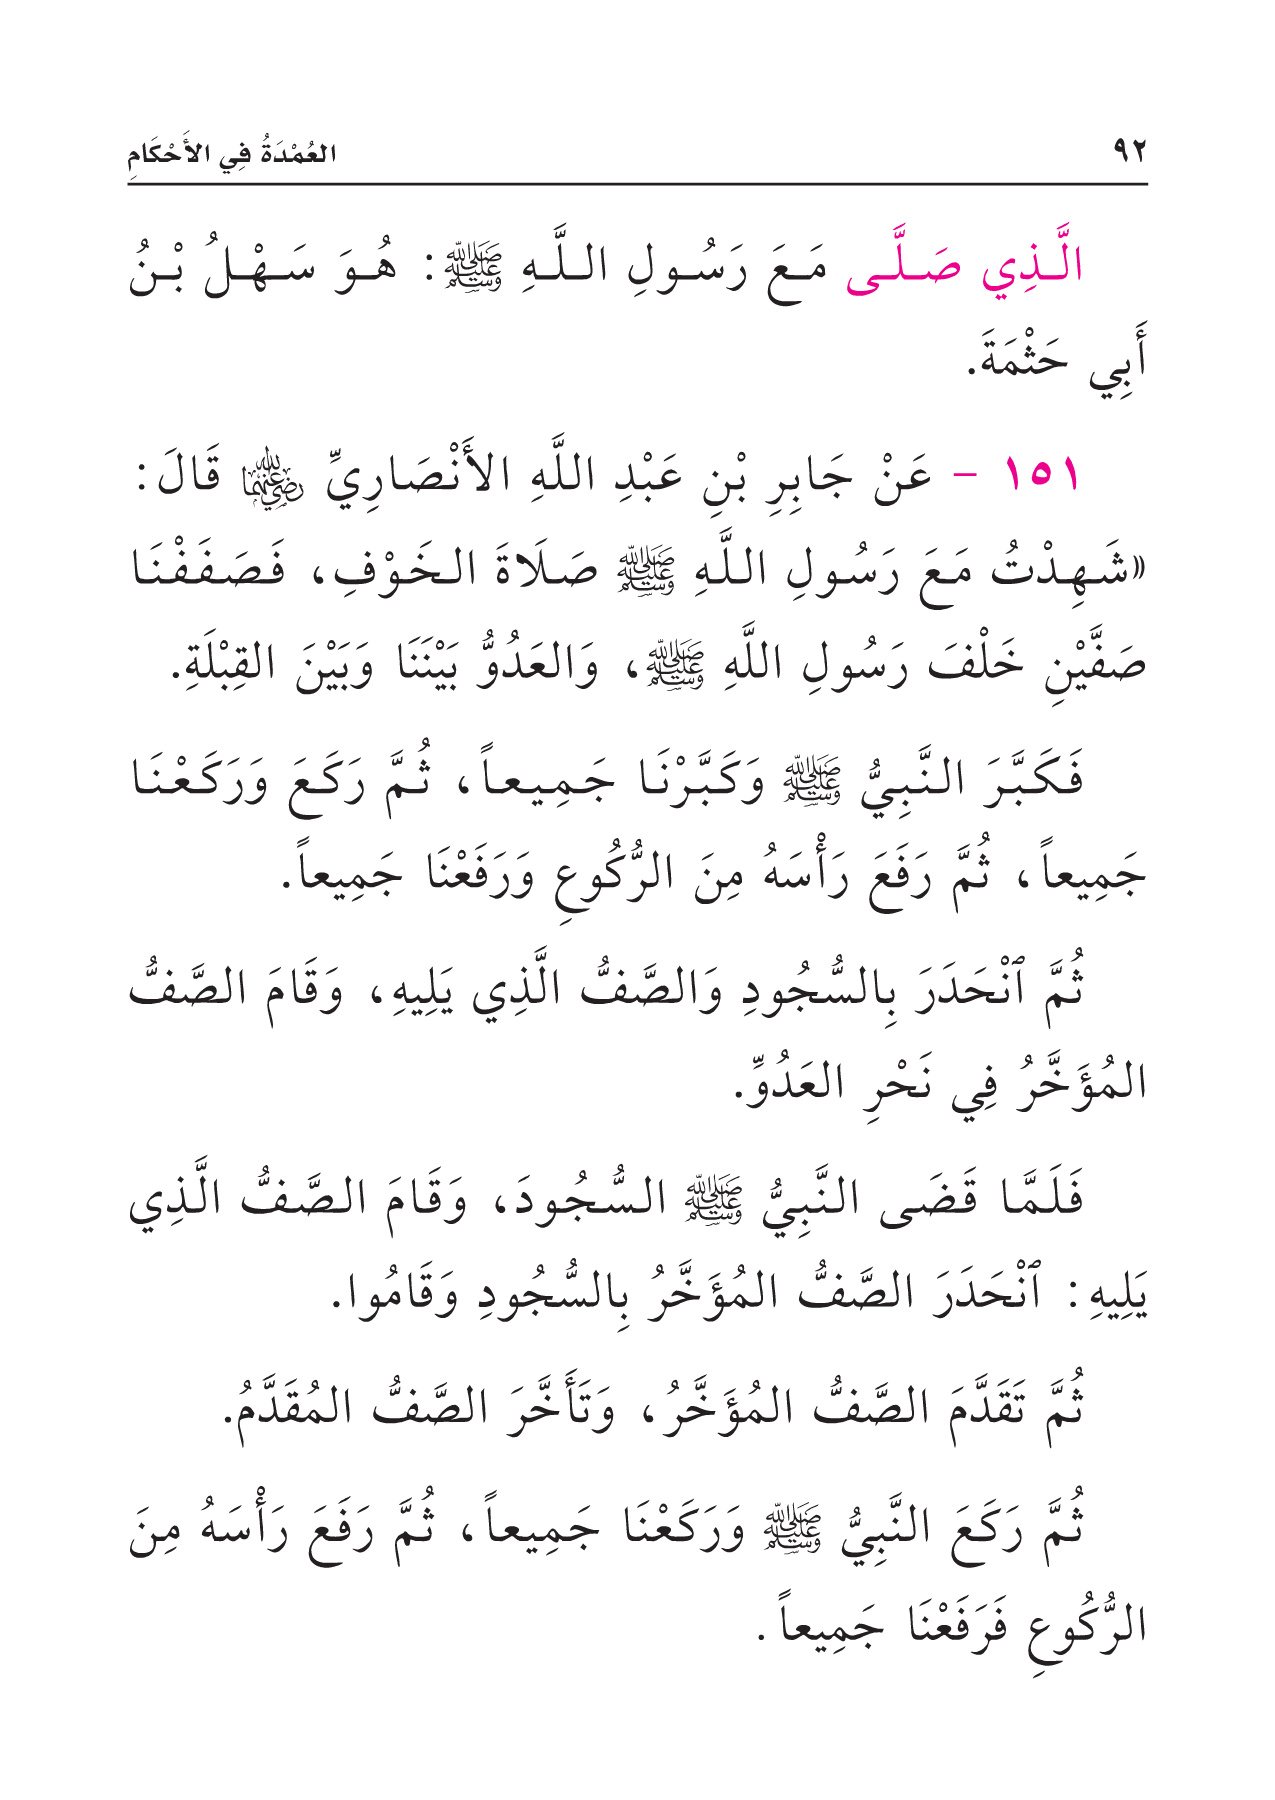 ٩٢ العُمْدَةُ فِي الأَحْكَامِ
الَّذِي صَلَّى مَعَ رَسُولِ اللَّهِ ﷺ: هُوَ سَهْلُ بْنُ
أَبِي حَثْمَةَ.
١٥١ - عَنْ جَابِرِ بْنِ عَبْدِ اللَّهِ الأَنْصَارِيِّ رضي الله عنهما قَالَ:
«شَهِدْتُ مَعَ رَسُولِ اللَّهِ ﷺ صَلَاةَ الخَوْفِ، فَصَفَفْنَا
صَفَّيْنِ خَلْفَ رَسُولِ اللَّهِ ﷺ، وَالعَدُوُّ بَيْنَنَا وَبَيْنَ القِبْلَةِ.
فَكَبَّرَ النَّبِيُّ ﷺ وَكَبَّرْنَا جَمِيعاً، ثُمَّ رَكَعَ وَرَكَعْنَا
جَمِيعاً، ثُمَّ رَفَعَ رَأْسَهُ مِنَ الرُّكُوعِ وَرَفَعْنَا جَمِيعاً.
ثُمَّ ٱنْحَدَرَ بِالسُّجُودِ وَالصَّفُّ الَّذِي يَلِيهِ، وَقَامَ الصَّفُّ
المُؤَخَّرُ فِي نَحْرِ العَدُوِّ.
فَلَمَّا قَضَى النَّبِيُّ ﷺ السُّجُودَ، وَقَامَ الصَّفُّ الَّذِي
يَلِيهِ: ٱنْحَدَرَ الصَّفُّ المُؤَخَّرُ بِالسُّجُودِ وَقَامُوا.
ثُمَّ تَقَدَّمَ الصَّفُّ المُؤَخَّرُ، وَتَأَخَّرَ الصَّفُّ المُقَدَّمُ.
ثُمَّ رَكَعَ النَّبِيُّ ﷺ وَرَكَعْنَا جَمِيعاً، ثُمَّ رَفَعَ رَأْسَهُ مِنَ
الرُّكُوعِ فَرَفَعْنَا جَمِيعاً.